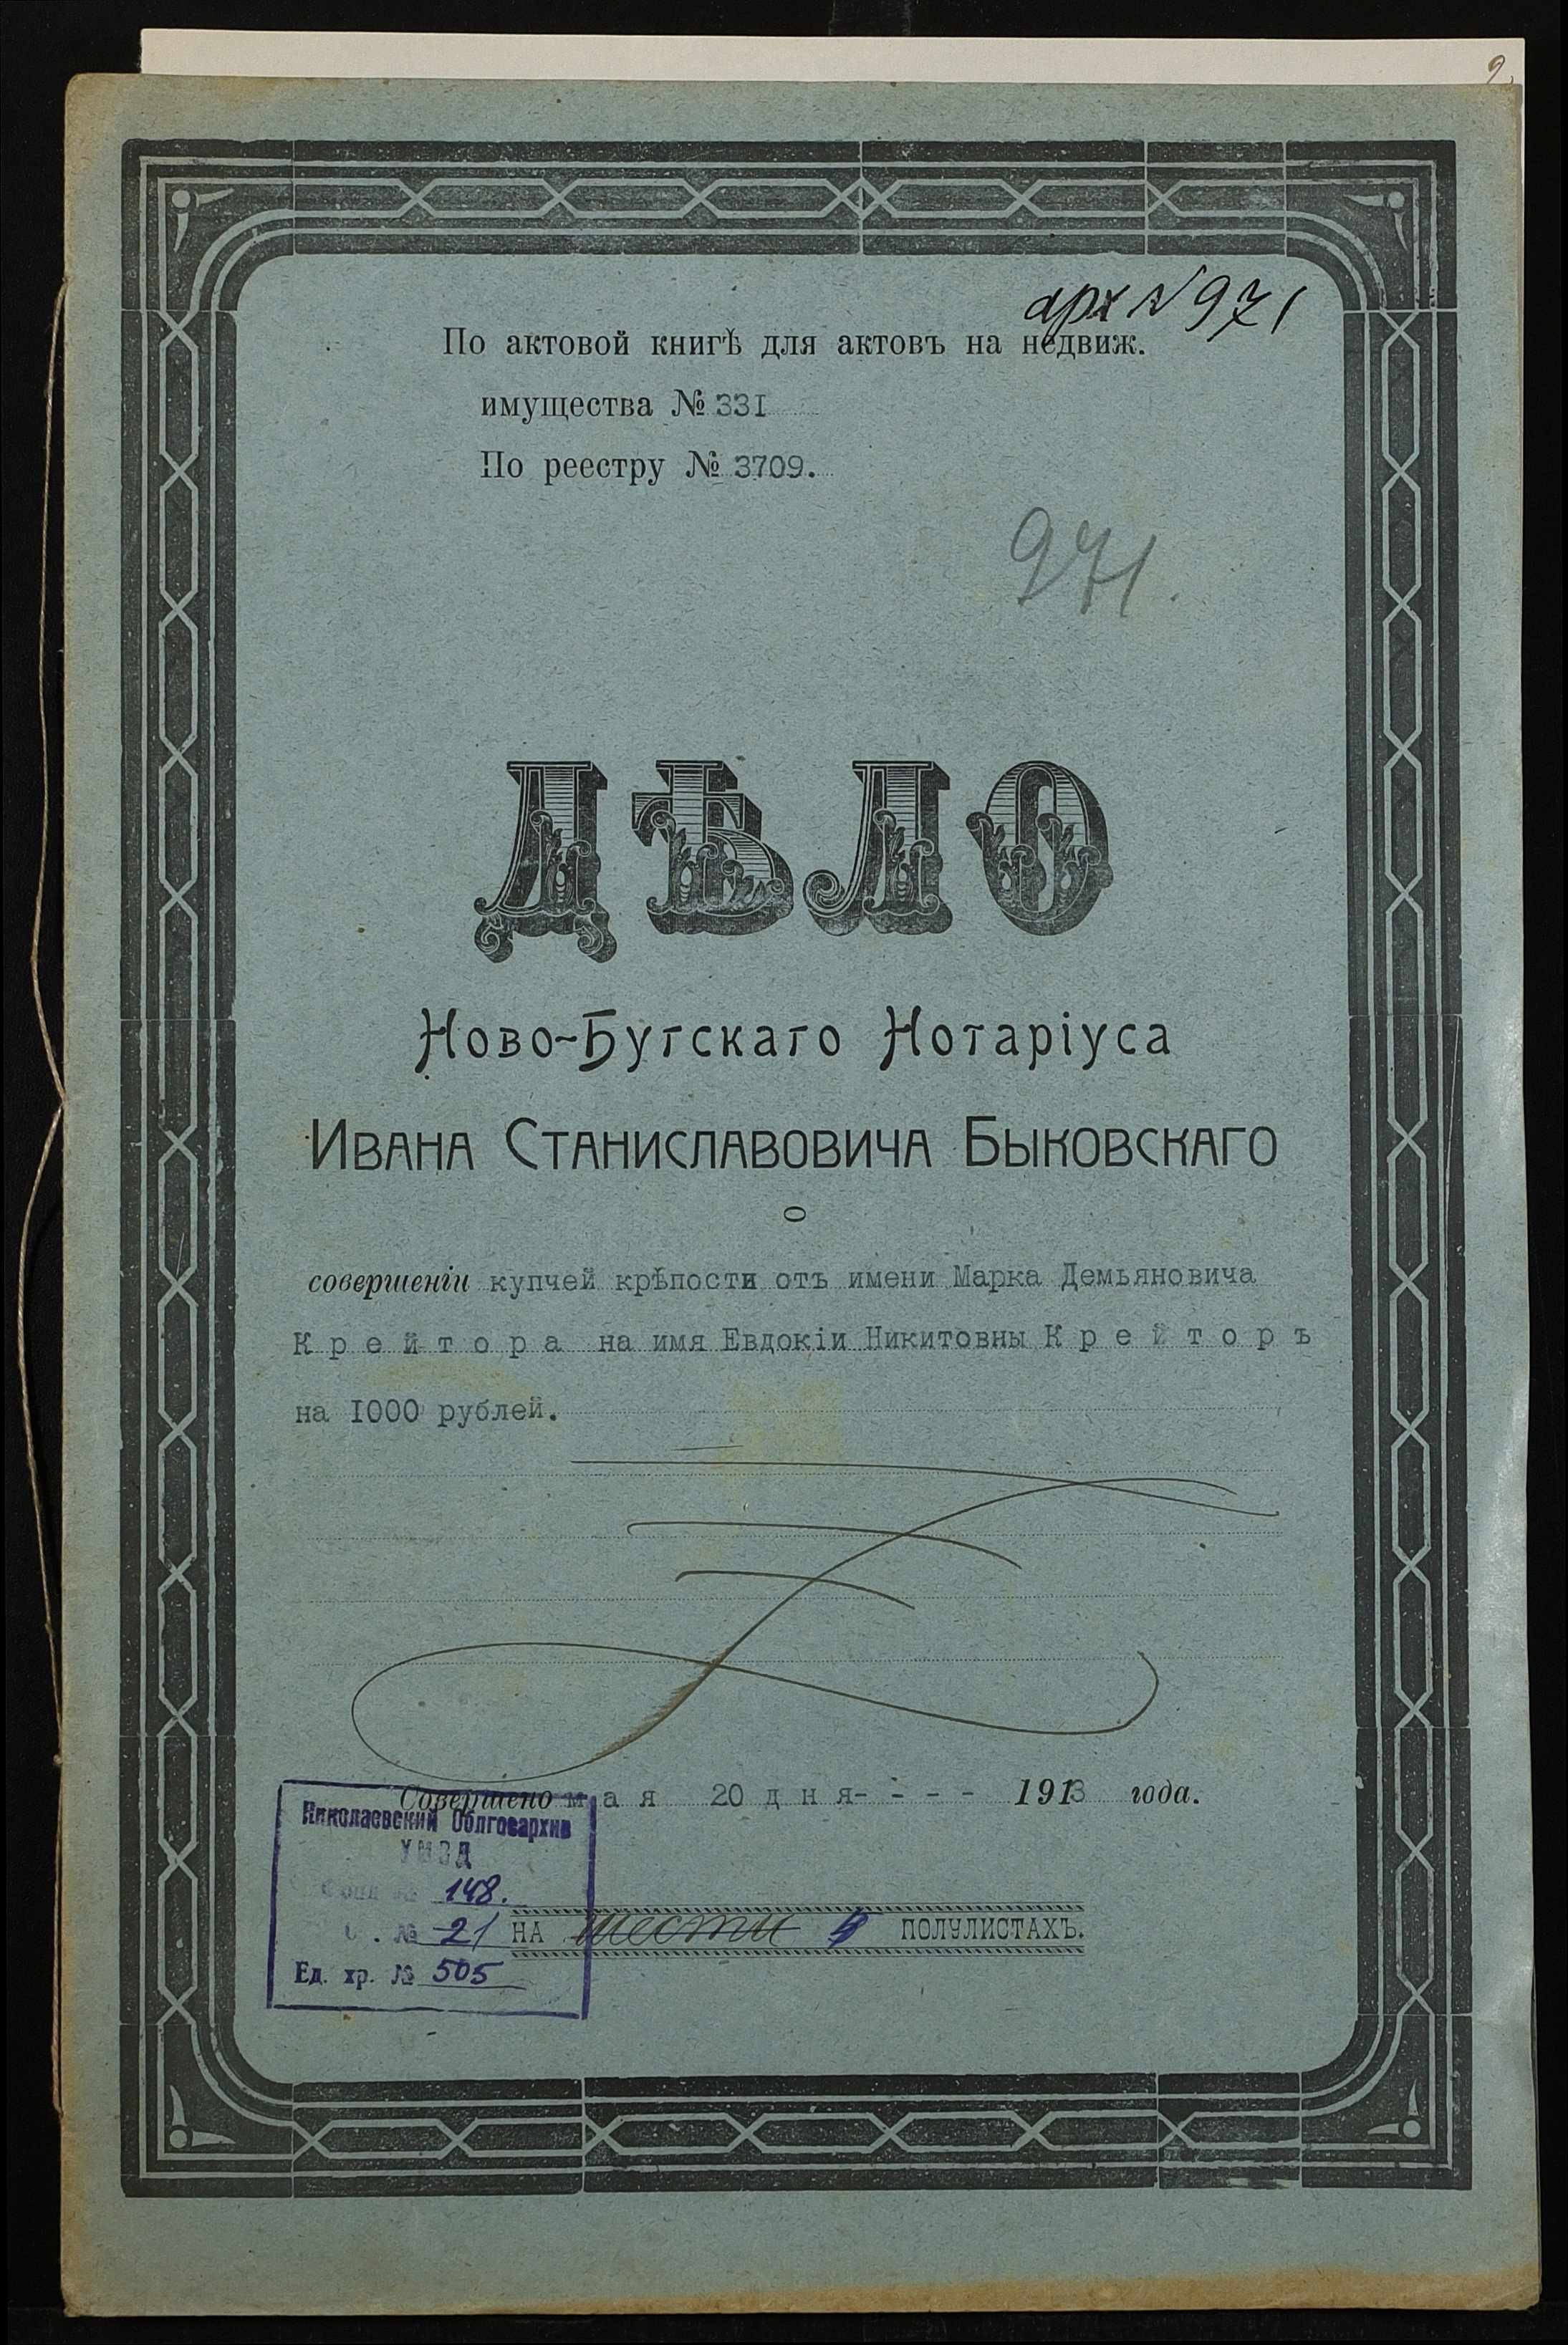 9.
арх №971
По актовой книгѣ для актовъ на недвиж.
имущества № 331
По реестру № 3709.
971.
ДѢЛО
Ново-Бугскаго Нотаріуса
Ивана Станиславовича Быковскаго
о
совершеніи купчей крѣпости отъ имени Марка Демьяновича
Крейтора на имя Евдокіи Никитовны Крейторъ
на 1000 рублей.
Совершено мая 20 дня- - - - 1913 года.
Николаевский Облгосархив
УМВД
Фонд № 148.
№ 21
Ед. хр. № 505
НА шести ПОЛУЛИСТАХЪ.